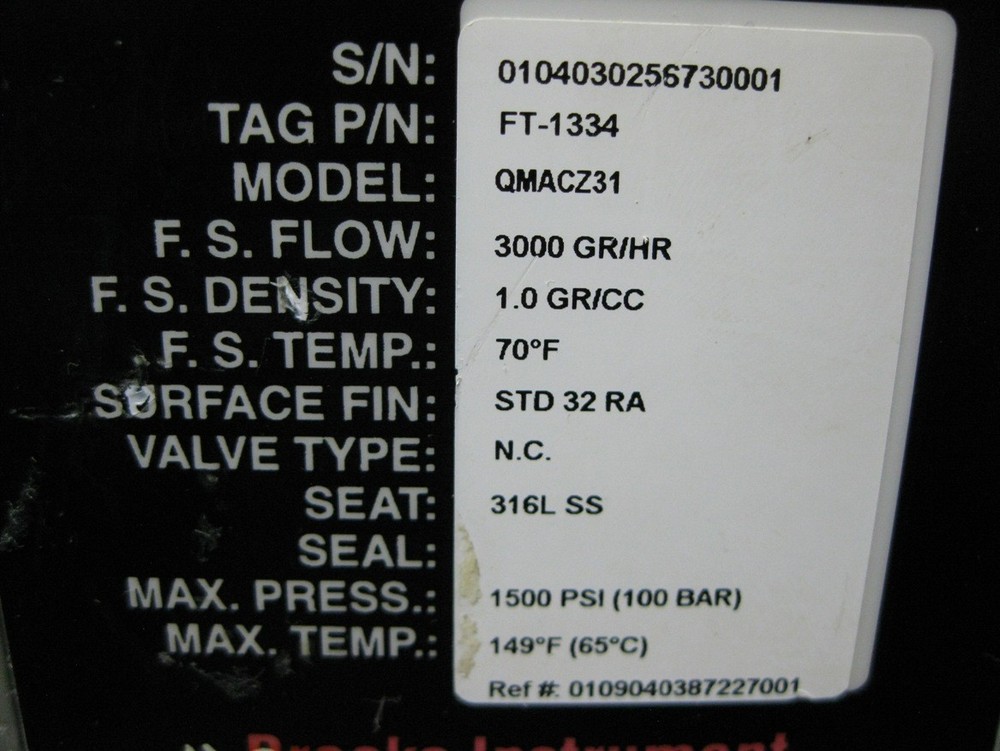 S/N: 0104030256730001
TAG P/N: FT-1334
MODEL: QMACZ31
F. S. FLOW: 3000 GR/HR
F. S. DENSITY: 1.0 GR/CC
F. S. TEMP.: 70°F
SURFACE FIN: STD 32 RA
VALVE TYPE: N.C.
SEAT: 316L SS
SEAL:
MAX. PRESS.: 1500 PSI (100 BAR)
MAX. TEMP.: 149°F (65°C)
Ref #: 0109040387227001
Brooks Instrument